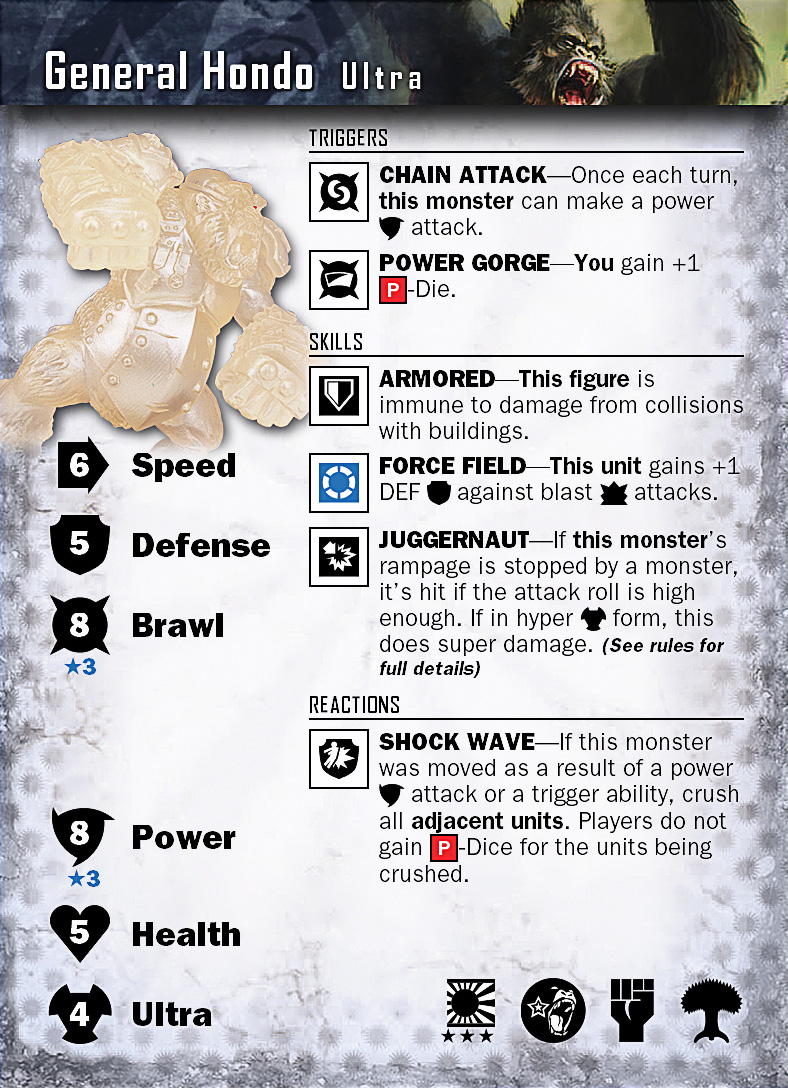 General Hondo Ultra
TRIGGERS
CHAIN ATTACK—Once each turn,
this monster can make a power
attack.
POWER GORGE—You gain +1
P-Die.
SKILLS
ARMORED—This figure is
immune to damage from collisions
with buildings.
FORCE FIELD—This unit gains +1
DEF against blast attacks.
JUGGERNAUT—If this monster's
rampage is stopped by a monster,
it's hit if the attack roll is high
enough. If in hyper form, this
does super damage. (See rules for
full details)
REACTIONS
SHOCK WAVE—If this monster
was moved as a result of a power
attack or a trigger ability, crush
all adjacent units. Players do not
gain P-Dice for the units being
crushed.
6 Speed
5 Defense
8 Brawl
★3
8 Power
★3
5 Health
4 Ultra
★★★